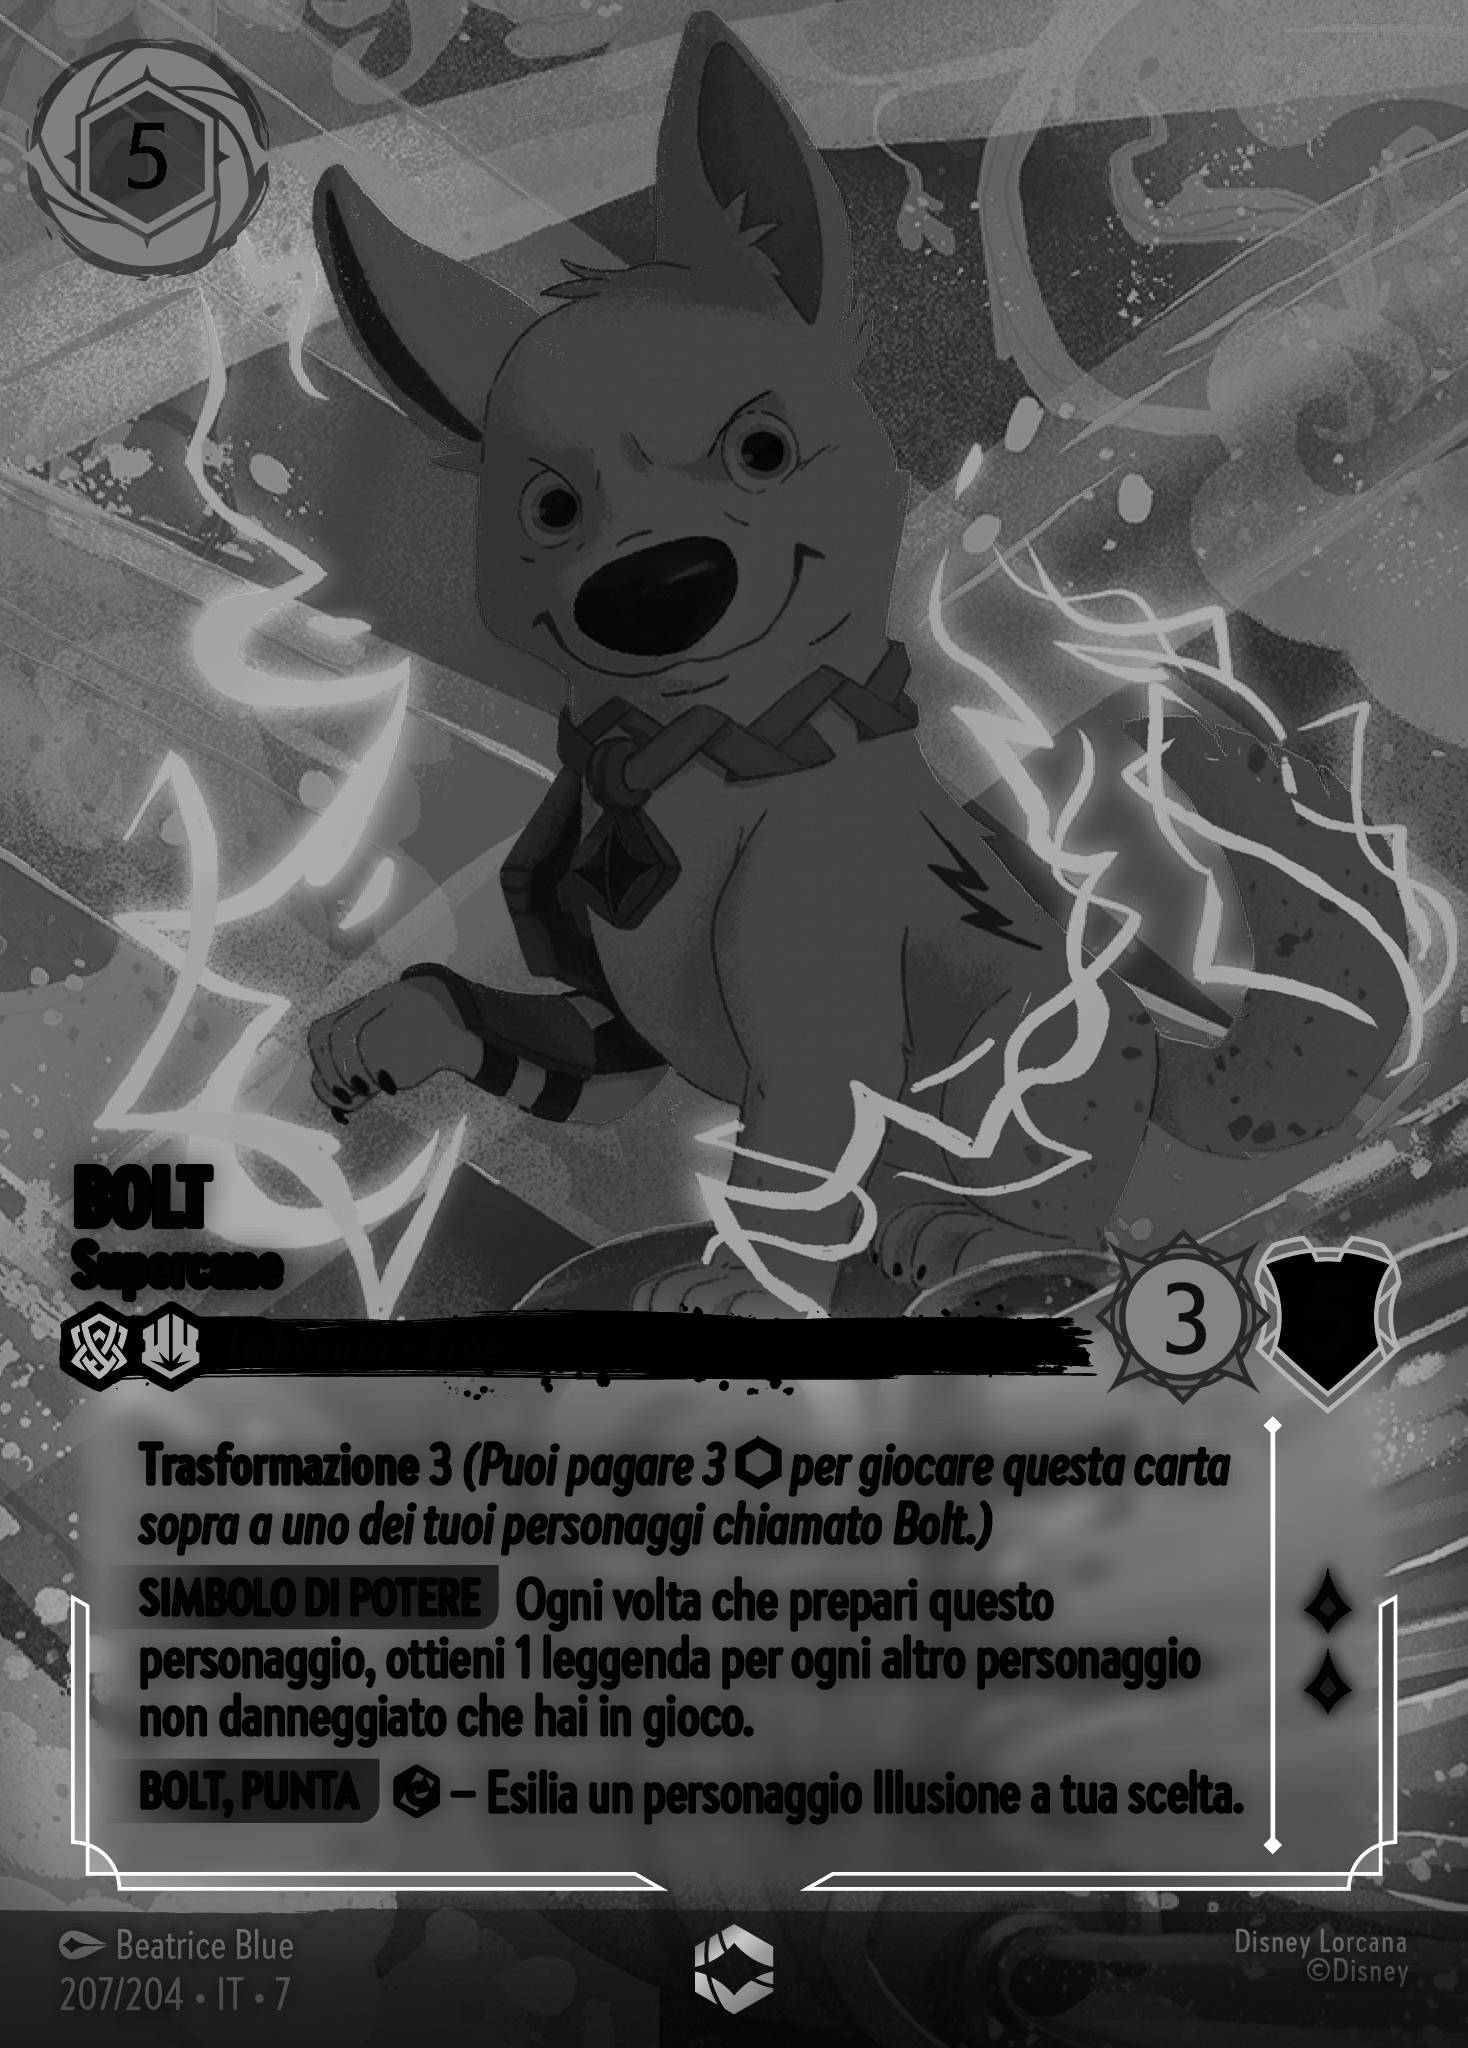 5
BOLT
Supercane
Imbevuto • Eroe
3
5
Trasformazione 3 (Puoi pagare 3 per giocare questa carta
sopra a uno dei tuoi personaggi chiamato Bolt.)
SIMBOLO DI POTERE Ogni volta che prepari questo
personaggio, ottieni 1 leggenda per ogni altro personaggio
non danneggiato che hai in gioco.
BOLT, PUNTA – Esilia un personaggio Illusione a tua scelta.
Beatrice Blue
207/204 • IT • 7
Disney Lorcana
©Disney